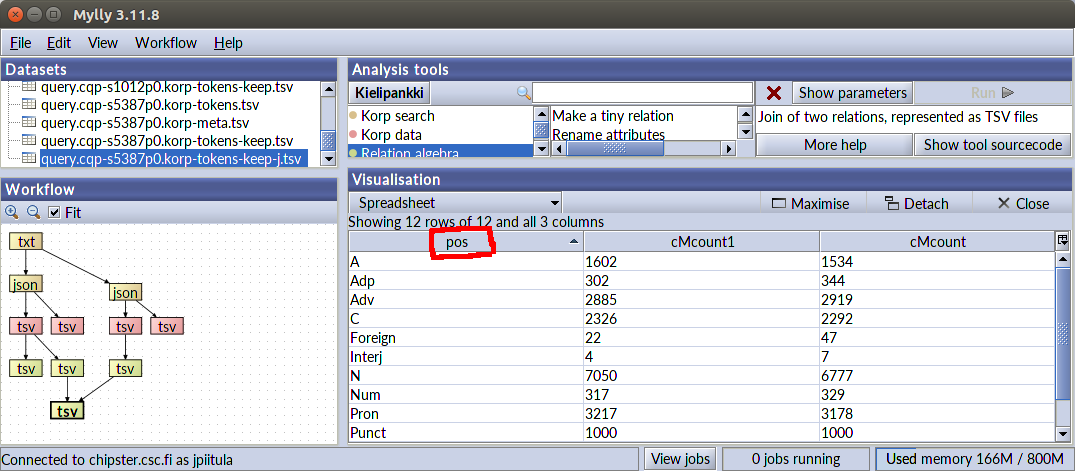 Mylly 3.11.8
File Edit View Workflow Help
Datasets
query.cqp-s1012p0.korp-tokens-keep.tsv
query.cqp-s5387p0.korp-tokens.tsv
query.cqp-s5387p0.korp-meta.tsv
query.cqp-s5387p0.korp-tokens-keep.tsv
query.cqp-s5387p0.korp-tokens-keep-j.tsv
Workflow
Fit
txt
json json
tsv tsv tsv tsv
tsv tsv tsv
tsv
Analysis tools
Kielipankki Show parameters Run
Korp search Make a tiny relation Join of two relations, represented as TSV files
Korp data Rename attributes
Relation algebra More help Show tool sourcecode
Visualisation
Spreadsheet Maximise Detach Close
Showing 12 rows of 12 and all 3 columns
pos cMcount1 cMcount
A 1602 1534
Adp 302 344
Adv 2885 2919
C 2326 2292
Foreign 22 47
Interj 4 7
N 7050 6777
Num 317 329
Pron 3217 3178
Punct 1000 1000
Connected to chipster.csc.fi as jpiitula View jobs 0 jobs running Used memory 166M / 800M